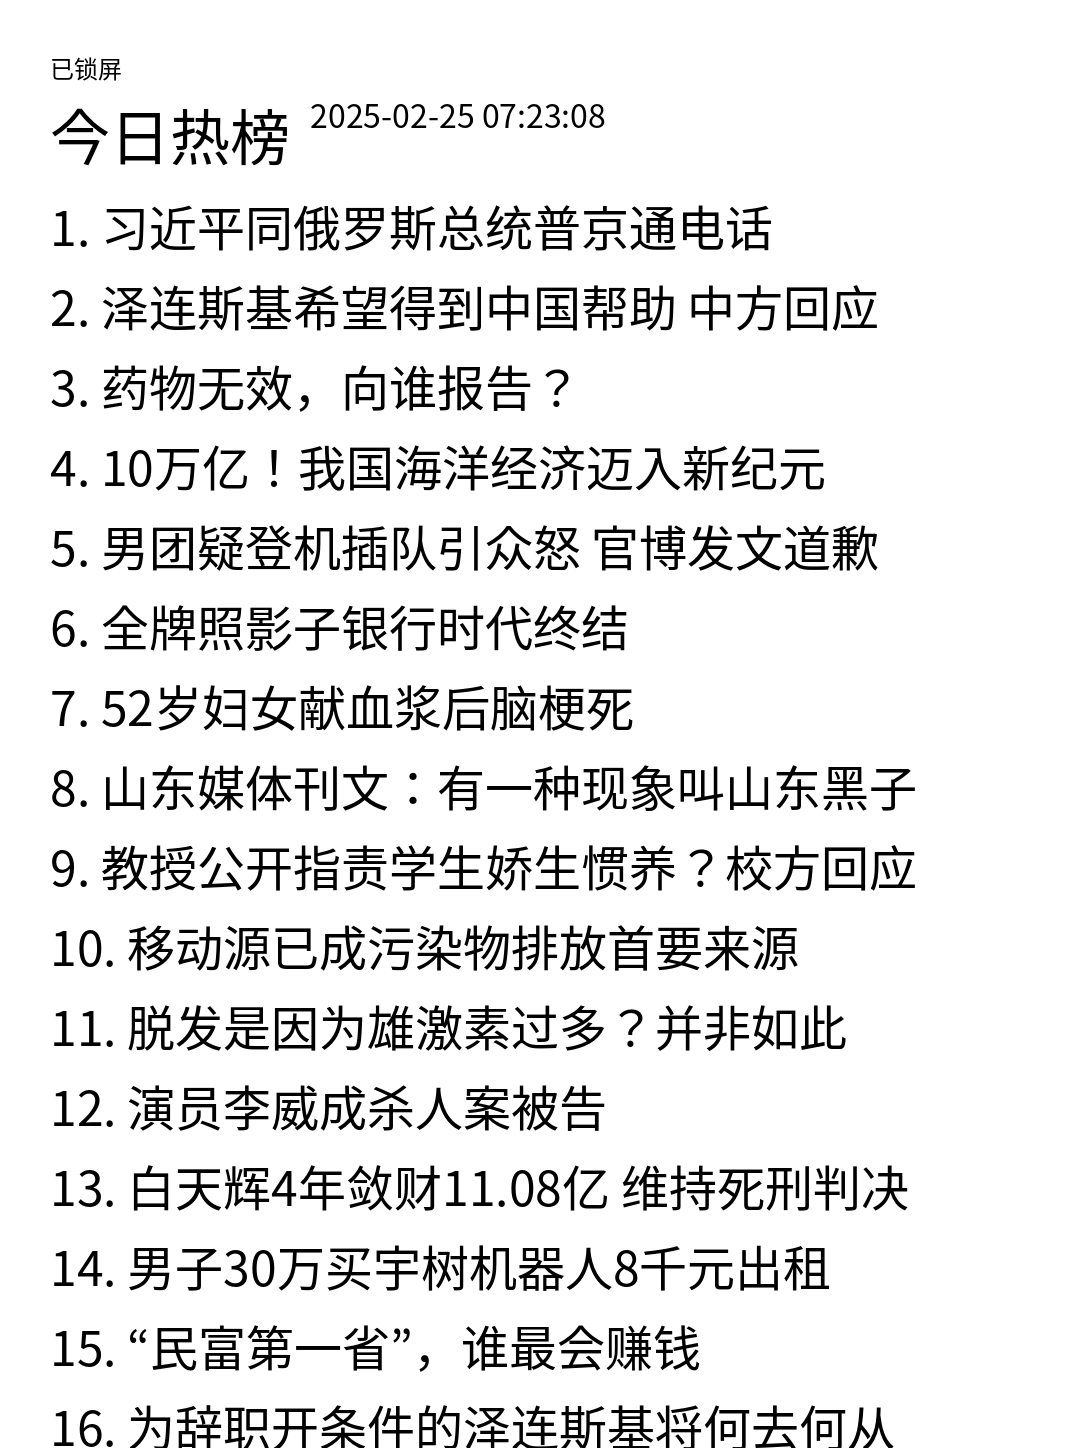 已锁屏
今日热榜 2025-02-25 07:23:08
1. 习近平同俄罗斯总统普京通电话
2. 泽连斯基希望得到中国帮助 中方回应
3. 药物无效，向谁报告？
4. 10万亿！我国海洋经济迈入新纪元
5. 男团疑登机插队引众怒 官博发文道歉
6. 全牌照影子银行时代终结
7. 52岁妇女献血浆后脑梗死
8. 山东媒体刊文：有一种现象叫山东黑子
9. 教授公开指责学生娇生惯养？校方回应
10. 移动源已成污染物排放首要来源
11. 脱发是因为雄激素过多？并非如此
12. 演员李威成杀人案被告
13. 白天辉4年敛财11.08亿 维持死刑判决
14. 男子30万买宇树机器人8千元出租
15. “民富第一省”，谁最会赚钱
16. 为辞职开条件的泽连斯基将何去何从